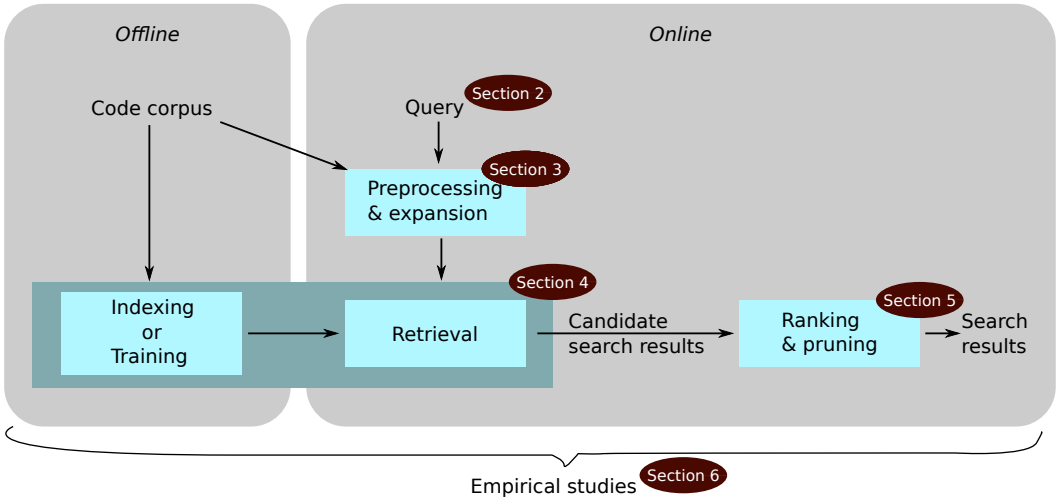 Offline
Online
Code corpus
Query
Section 2
Section 3
Preprocessing
& expansion
Section 4
Indexing
or
Training
Retrieval
Candidate
search results
Section 5
Ranking
& pruning
Search
results
Empirical studies
Section 6